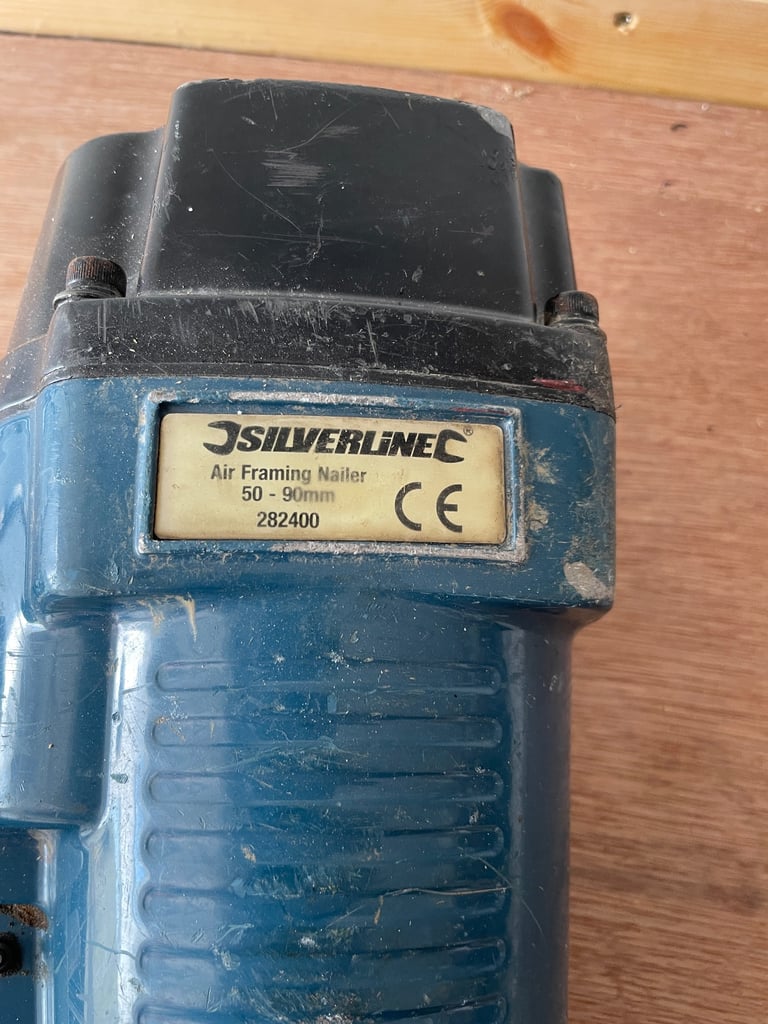 SILVERLINE®
Air Framing Nailer
50 - 90mm
282400
CE